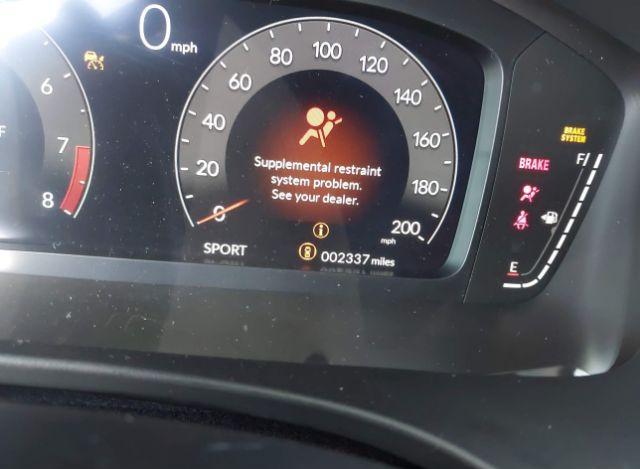 0 mph
6
7
8
F
0
20
40
60
80
100
120
140
160
180
200
mph
Supplemental restraint
system problem.
See your dealer.
i
SPORT
002337 miles
BRAKE
SYSTEM
BRAKE
F
E